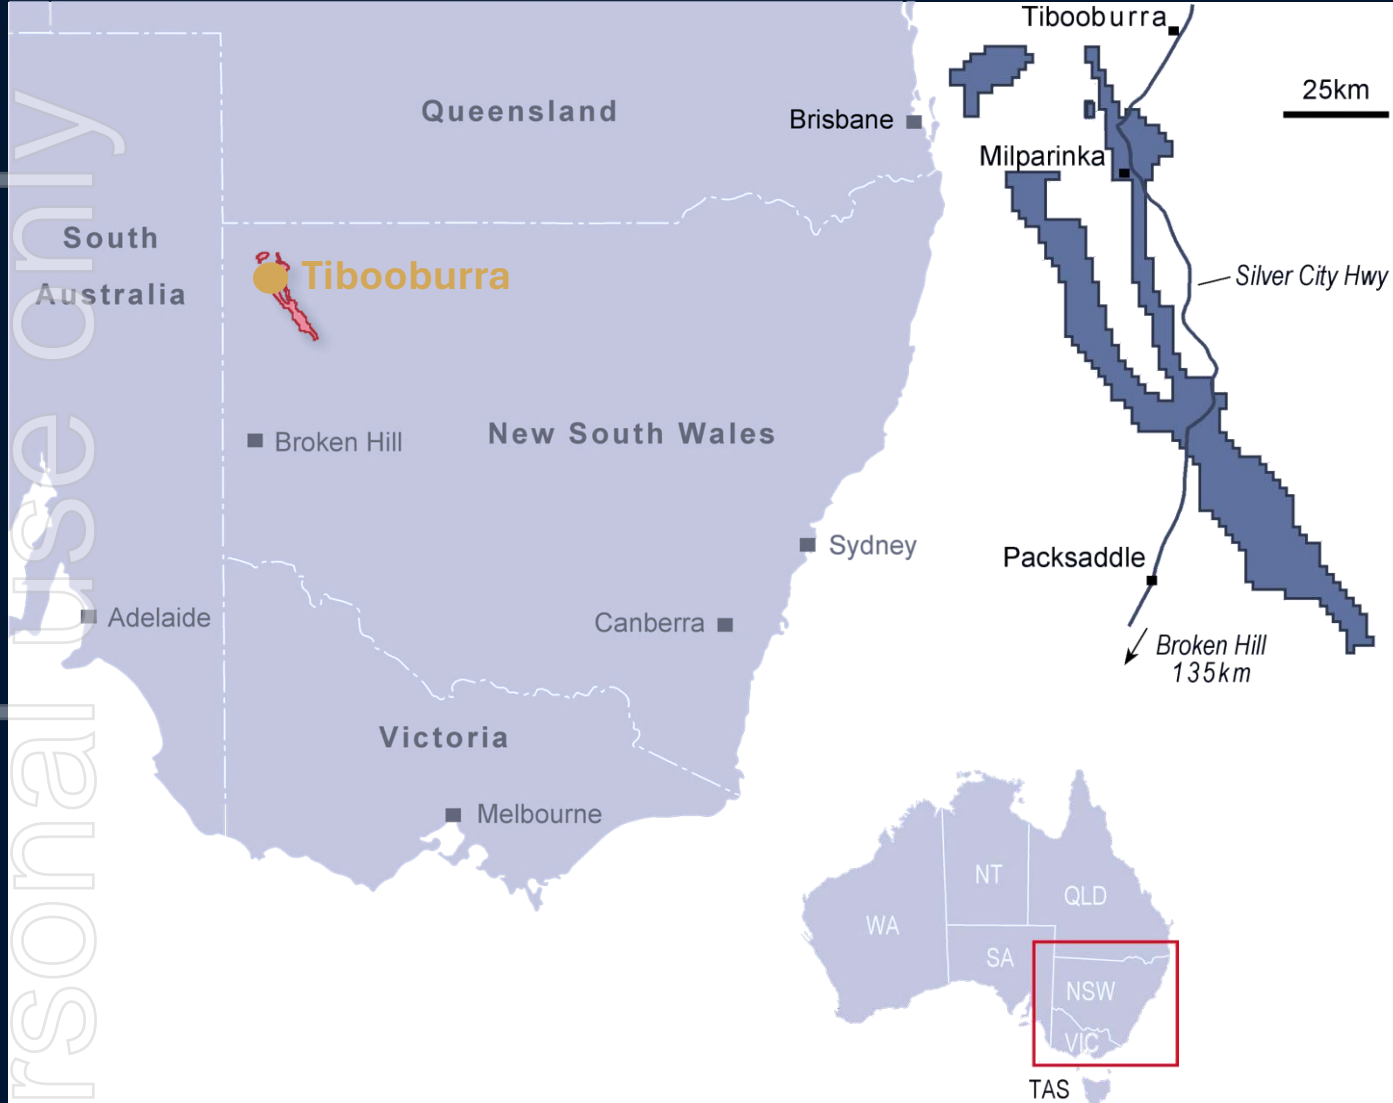 Tibooburra
25km
Queensland
Brisbane
Milparinka
South
Australia
Tibooburra
Silver City Hwy
Broken Hill
New South Wales
Sydney
Packsaddle
Adelaide
Canberra
Broken Hill
135km
Victoria
Melbourne
NT
QLD
WA
SA
NSW
VIC
TAS
rsonal use only